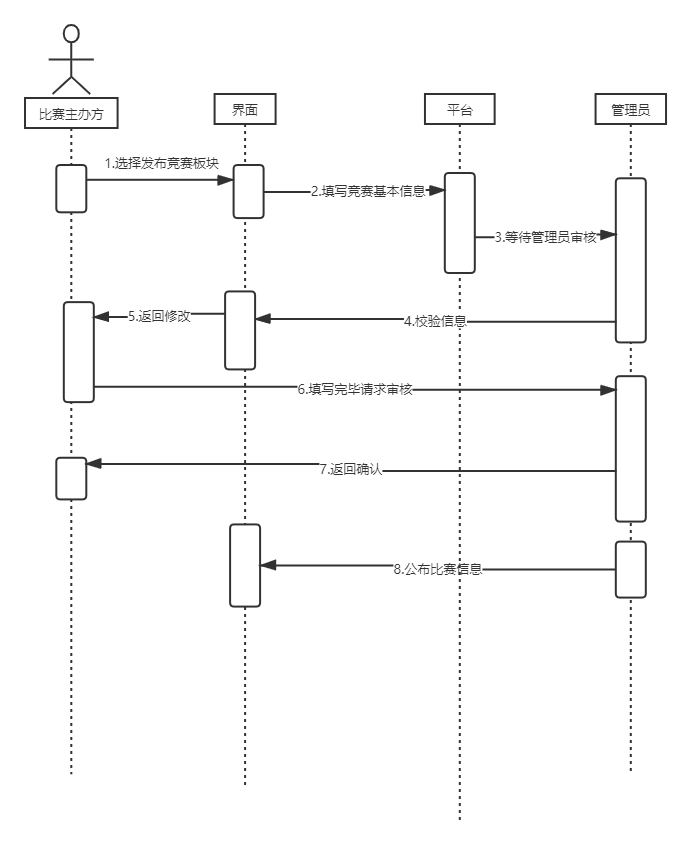 比赛主办方
界面
平台
管理员
1.选择发布竞赛板块
2.填写竞赛基本信息
3.等待管理员审核
4.校验信息
5.返回修改
6.填写完毕请求审核
7.返回确认
8.公布比赛信息